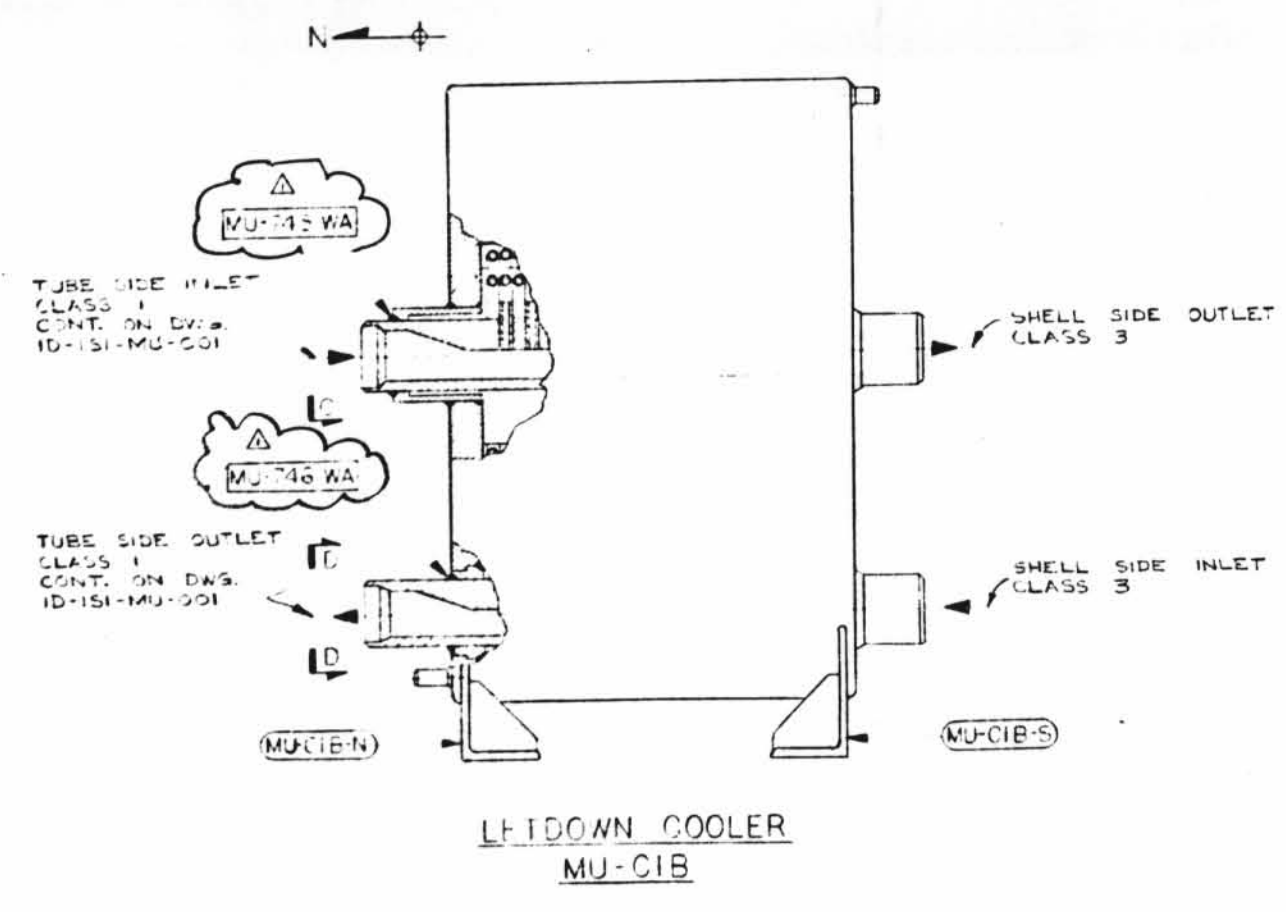 N
MU-745 WA
TUBE SIDE INLET
CLASS 1
CONT. ON DWG.
ID-ISI-MU-001
C
MU-746 WA
TUBE SIDE OUTLET
CLASS 1
CONT. ON DWG.
ID-ISI-MU-001
D
D
SHELL SIDE OUTLET
CLASS 3
SHELL SIDE INLET
CLASS 3
MU-C1B-N
MU-C1B-S
LETDOWN COOLER
MU-C1B